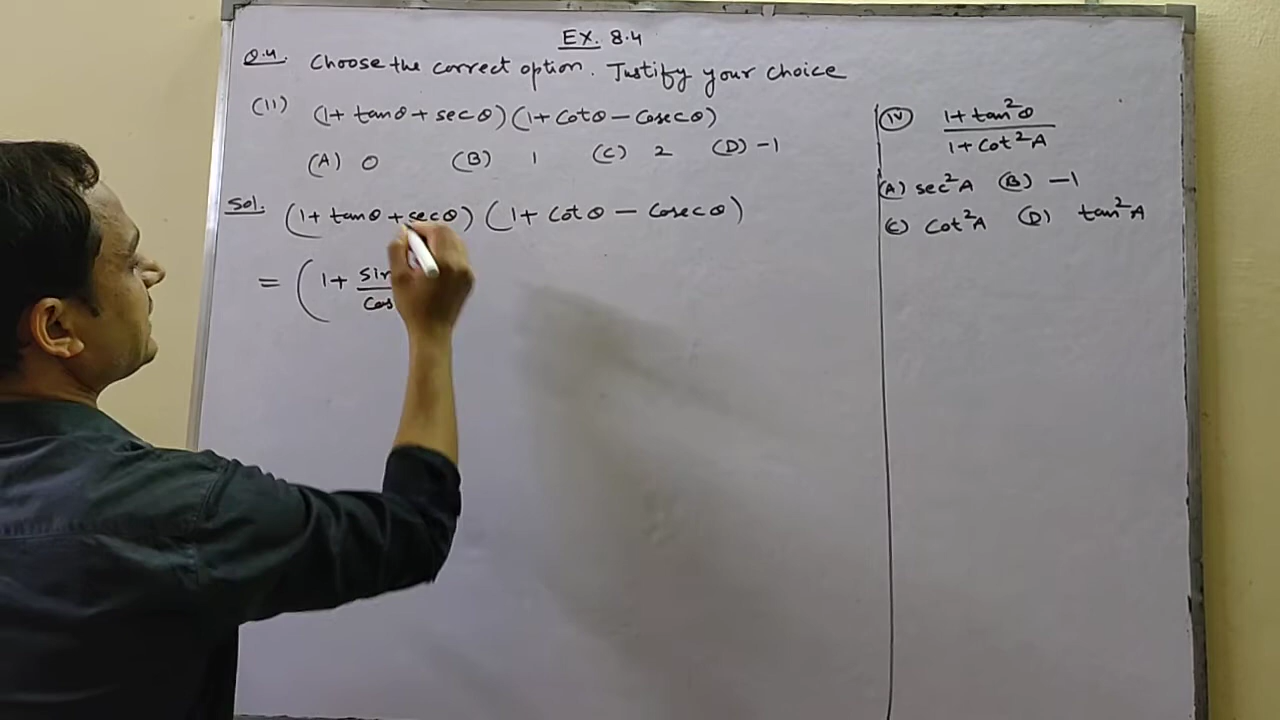 EX. 8.4
Q.4. Choose the correct option. Justify your choice
(ii) (1 + tanθ + secθ)(1 + cotθ − cosecθ)
(A) 0 (B) 1 (C) 2 (D) −1
Sol. (1 + tanθ + secθ) (1 + cotθ − cosecθ)
= (1 + sin
cos
(iv) 1 + tan²θ
1 + cot²A
(A) sec²A (B) −1
(C) cot²A (D) tan²A